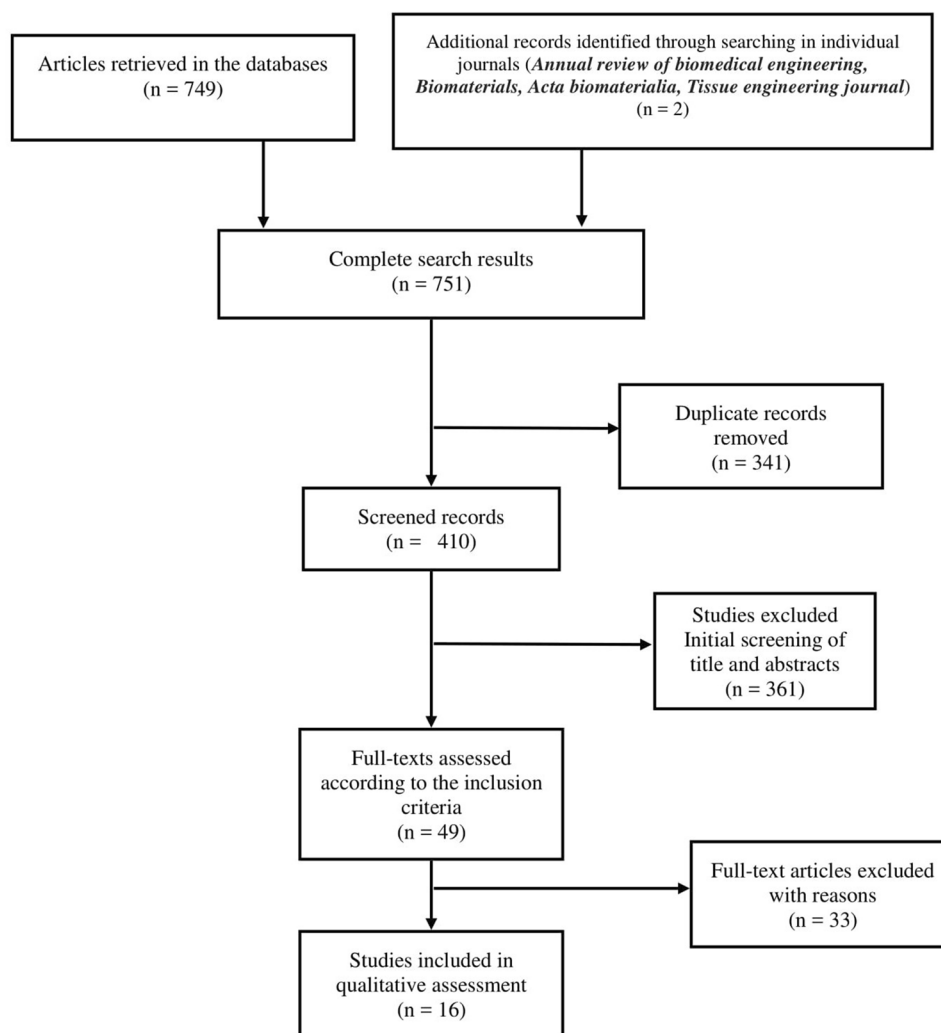 Articles retrieved in the databases
(n = 749)
Additional records identified through searching in individual
journals (Annual review of biomedical engineering,
Biomaterials, Acta biomaterialia, Tissue engineering journal)
(n = 2)
Complete search results
(n = 751)
Duplicate records
removed
(n = 341)
Screened records
(n = 410)
Studies excluded
Initial screening of
title and abstracts
(n = 361)
Full-texts assessed
according to the inclusion
criteria
(n = 49)
Full-text articles excluded
with reasons
(n = 33)
Studies included in
qualitative assessment
(n = 16)